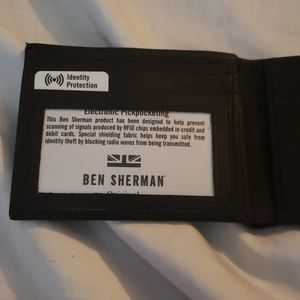 Identity
Protection
Electronic Pickpocketing
This Ben Sherman product has been designed to help prevent
scanning of signals produced by RFID chips embedded in credit and
debit cards. Special shielding fabric helps keep you safe from
identity theft by blocking radio waves from being transmitted.
BEN SHERMAN